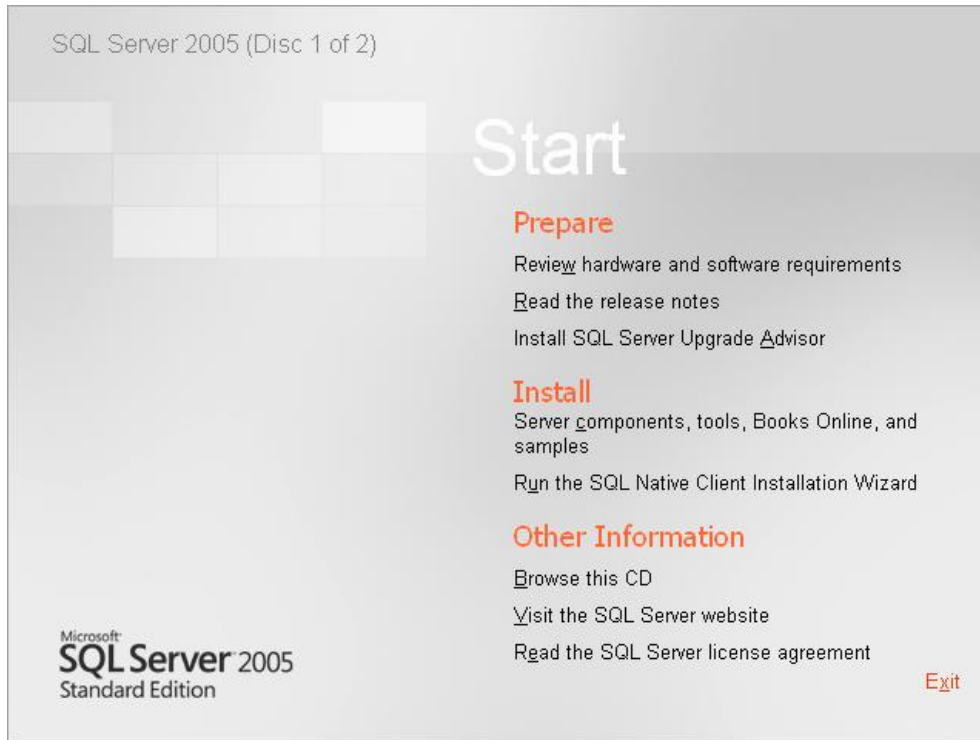 SQL Server 2005 (Disc 1 of 2)
Start
Prepare
Review hardware and software requirements
Read the release notes
Install SQL Server Upgrade Advisor
Install
Server components, tools, Books Online, and
samples
Run the SQL Native Client Installation Wizard
Other Information
Browse this CD
Visit the SQL Server website
Read the SQL Server license agreement
Microsoft
SQL Server 2005
Standard Edition
Exit